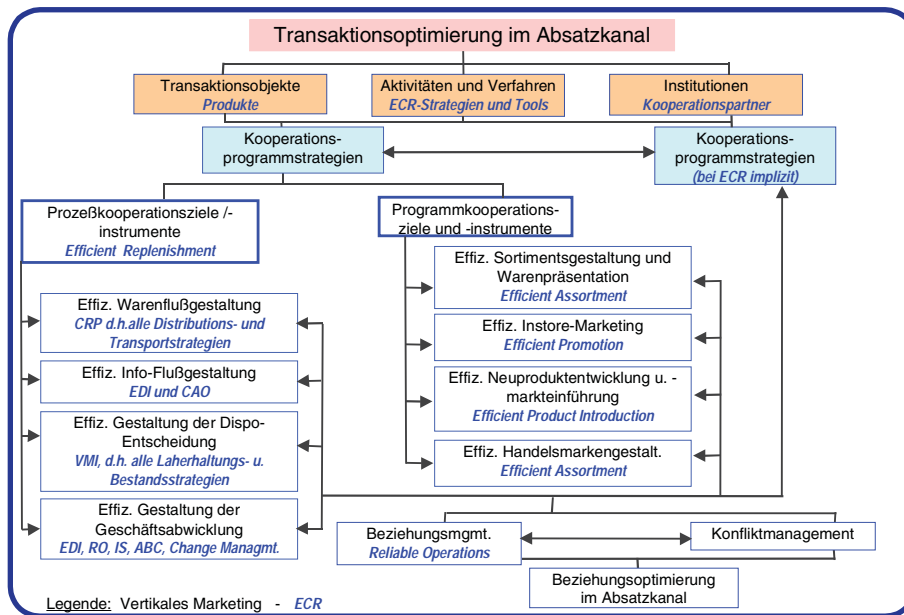 Transaktionsoptimierung im Absatzkanal
Transaktionsobjekte
Produkte
Aktivitäten und Verfahren
ECR-Strategien und Tools
Institutionen
Kooperationspartner
Kooperations-
programmstrategien
Kooperations-
programmstrategien
(bei ECR implizit)
Prozeßkooperationsziele /-
instrumente
Efficient Replenishment
Programmkooperations-
ziele und -instrumente
Effiz. Warenflußgestaltung
CRP d.h.alle Distributions- und
Transportstrategien
Effiz. Info-Flußgestaltung
EDI und CAO
Effiz. Gestaltung der Dispo-
Entscheidung
VMI, d.h. alle Laherhaltungs- u.
Bestandsstrategien
Effiz. Gestaltung der
Geschäftsabwicklung
EDI, RO, IS, ABC, Change Managmt.
Effiz. Sortimentsgestaltung und
Warenpräsentation
Efficient Assortment
Effiz. Instore-Marketing
Efficient Promotion
Effiz. Neuproduktentwicklung u. -
markteinführung
Efficient Product Introduction
Effiz. Handelsmarkengestalt.
Efficient Assortment
Beziehungsmgmt.
Reliable Operations
Konfliktmanagement
Beziehungsoptimierung
im Absatzkanal
Legende: Vertikales Marketing - ECR